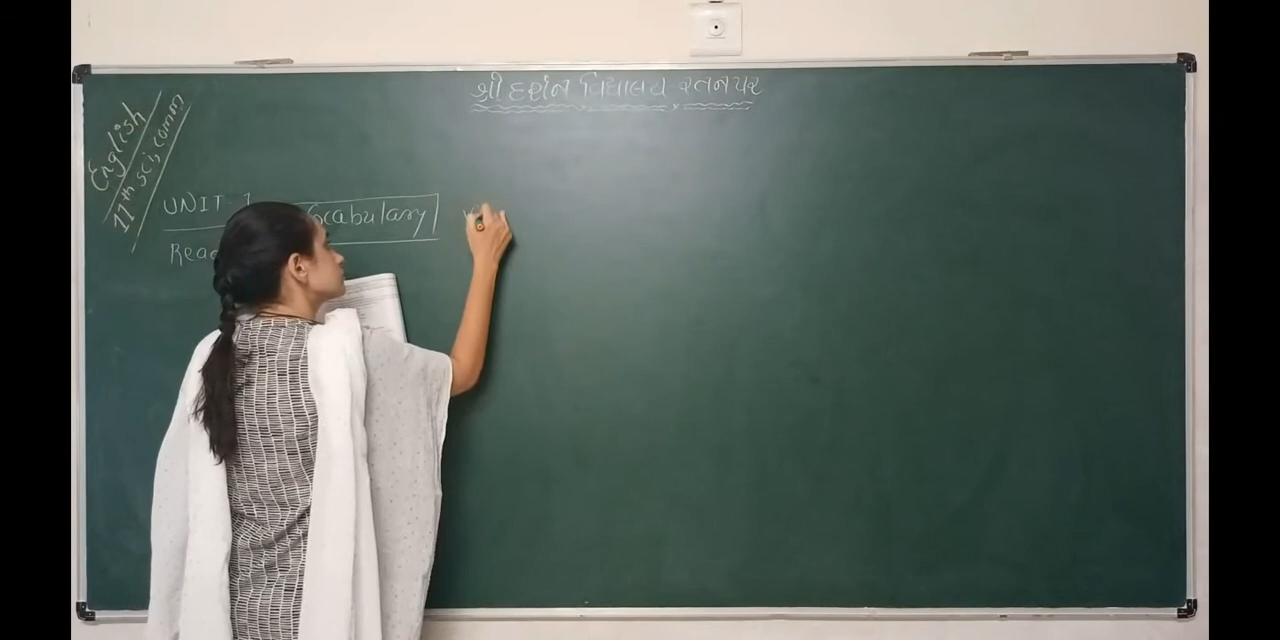 શ્રી દર્શન વિદ્યાલય રતનપર
English
11th sci, comm
UNIT-1 Vocabulary
Read